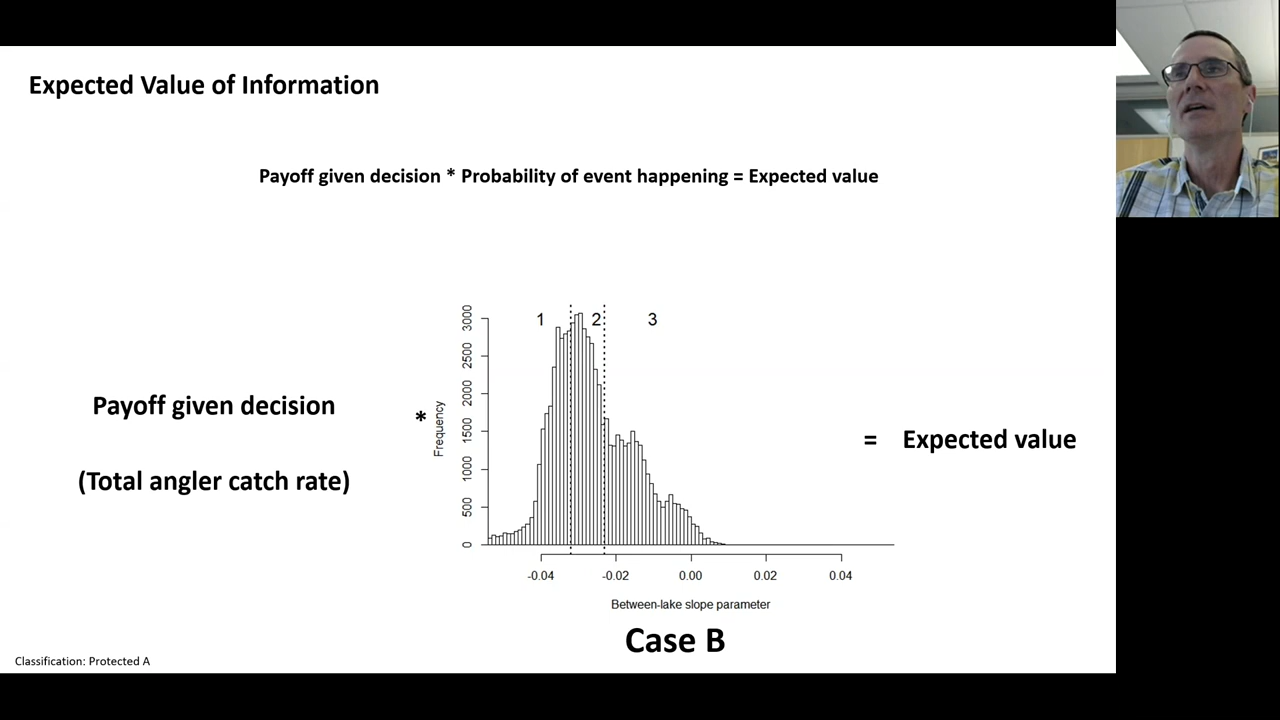 Expected Value of Information
Payoff given decision * Probability of event happening = Expected value
Payoff given decision
(Total angler catch rate)
*
Frequency
3000
2500
2000
1500
1000
500
0
1 2 3
-0.04 -0.02 0.00 0.02 0.04
Between-lake slope parameter
Case B
= Expected value
Classification: Protected A